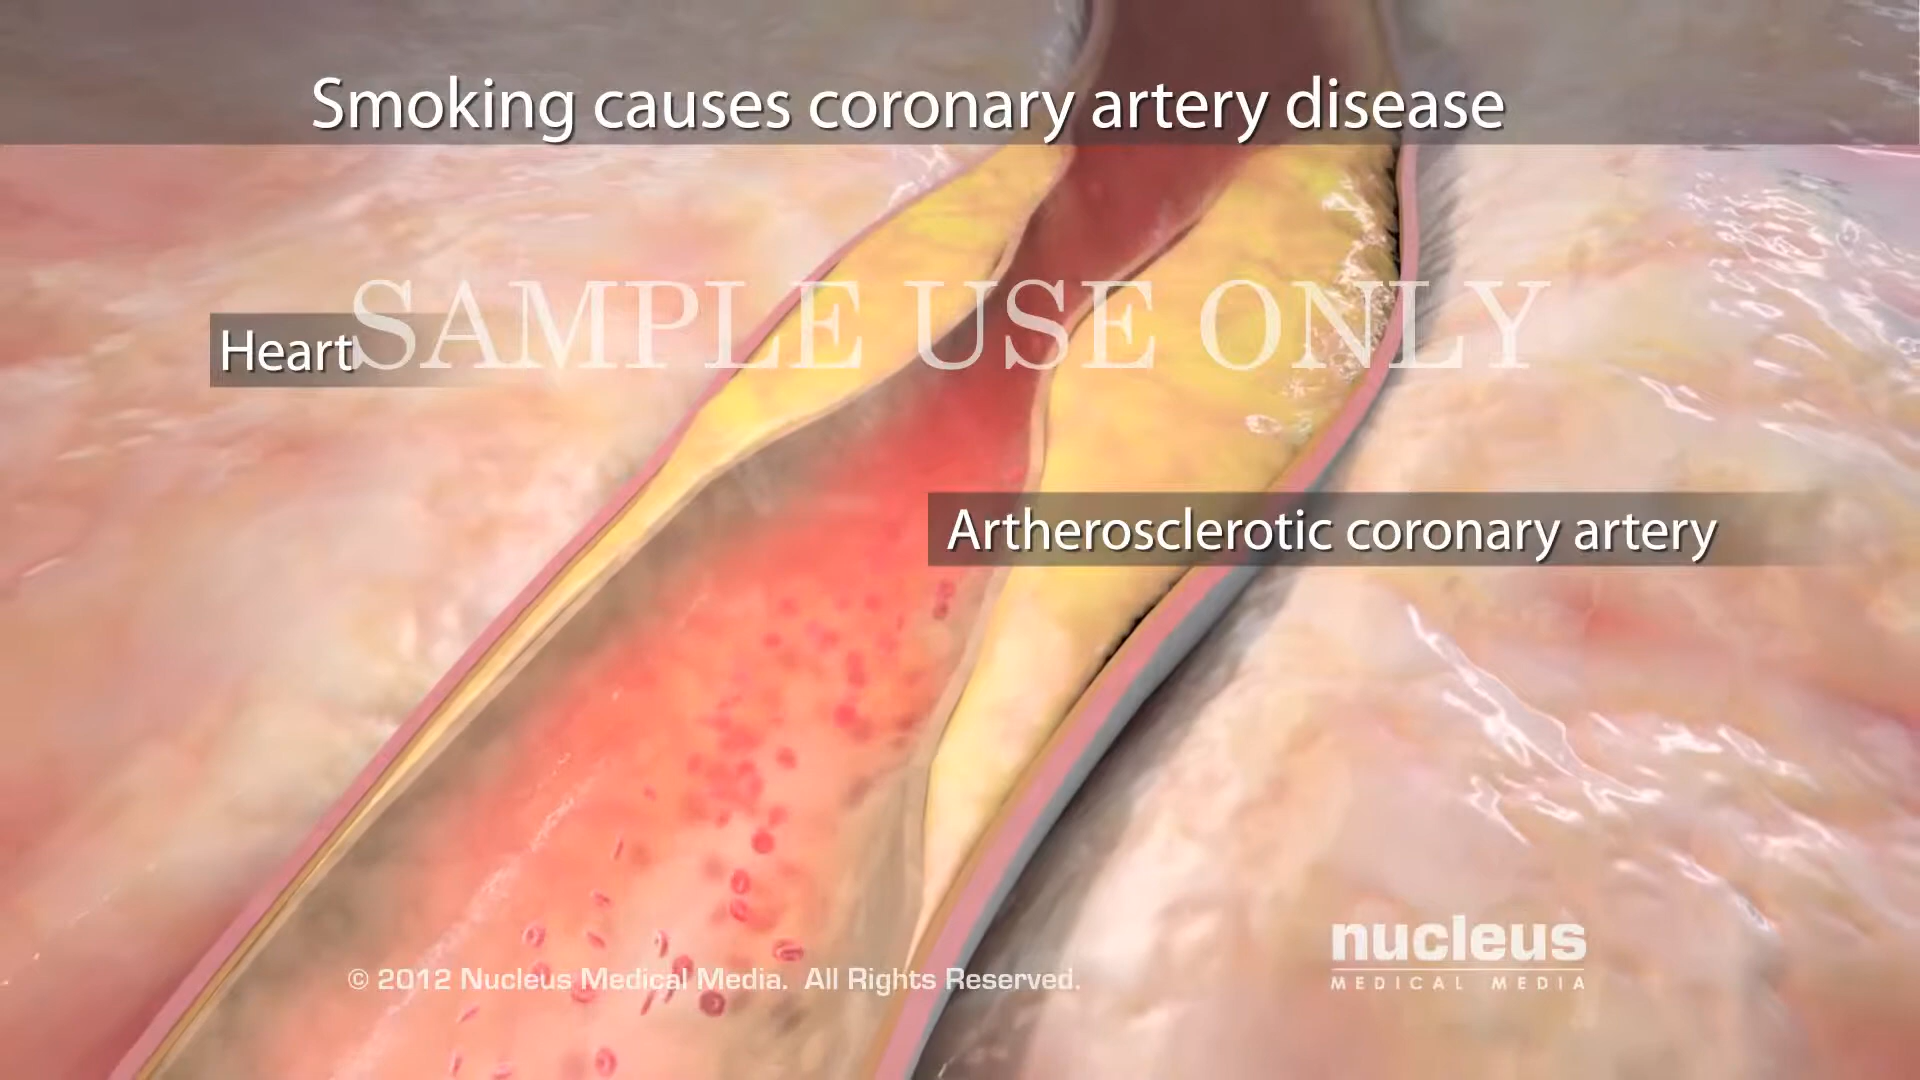 Smoking causes coronary artery disease
SAMPLE USE ONLY
Heart
Artherosclerotic coronary artery
nucleus
MEDICAL MEDIA
© 2012 Nucleus Medical Media. All Rights Reserved.